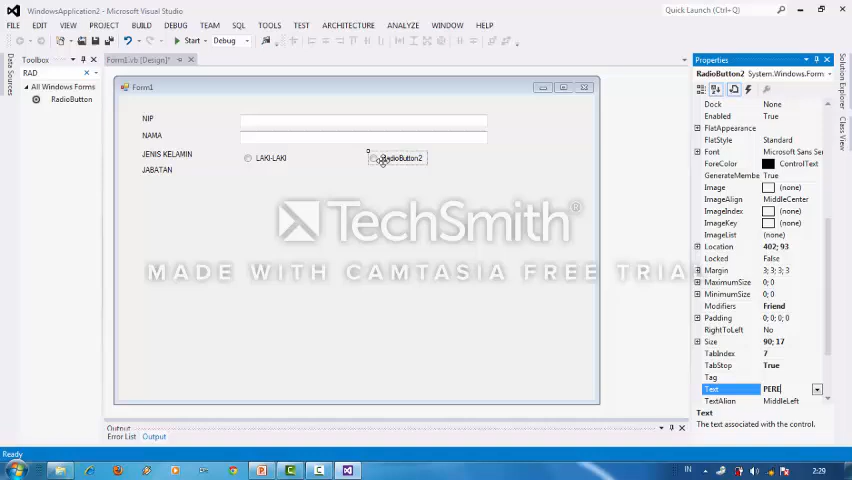 WindowsApplication2 - Microsoft Visual Studio
Quick Launch (Ctrl+Q)
FILE EDIT VIEW PROJECT BUILD DEBUG TEAM SQL TOOLS TEST ARCHITECTURE ANALYZE WINDOW HELP
Start Debug
Data Sources
Toolbox
RAD
All Windows Forms
RadioButton
Form1.vb [Design]*
Form1
NIP
NAMA
JENIS KELAMIN
LAKI-LAKI
RadioButton2
JABATAN
TechSmith®
MADE WITH CAMTASIA FREE TRIAL
Output
Error List Output
Properties
RadioButton2 System.Windows.Form
Dock None
Enabled True
FlatAppearance
FlatStyle Standard
Font Microsoft Sans Ser
ForeColor ControlText
GenerateMembe True
Image (none)
ImageAlign MiddleCenter
ImageIndex (none)
ImageKey (none)
ImageList (none)
Location 402; 93
Locked False
Margin 3; 3; 3; 3
MaximumSize 0; 0
MinimumSize 0; 0
Modifiers Friend
Padding 0; 0; 0; 0
RightToLeft No
Size 90; 17
TabIndex 7
TabStop True
Tag
Text PERE
TextAlign MiddleLeft
Text
The text associated with the control.
Solution Explorer
Class View
Ready
IN 2:29